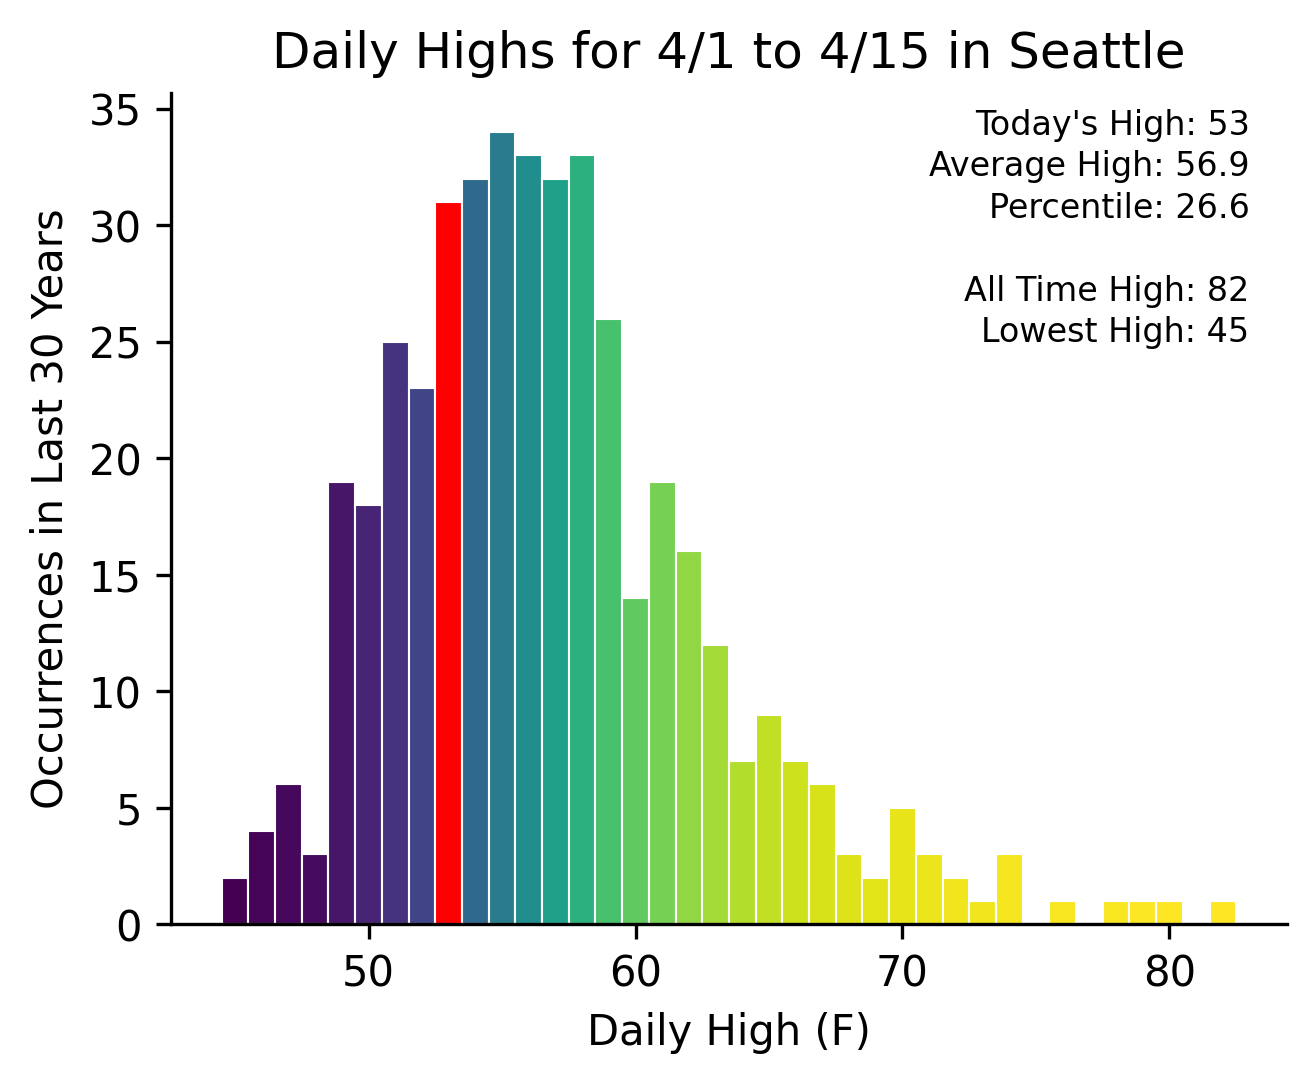 Daily Highs for 4/1 to 4/15 in Seattle
Today's High: 53
Average High: 56.9
Percentile: 26.6
All Time High: 82
Lowest High: 45
Occurrences in Last 30 Years
35
30
25
20
15
10
5
0
50
60
70
80
Daily High (F)